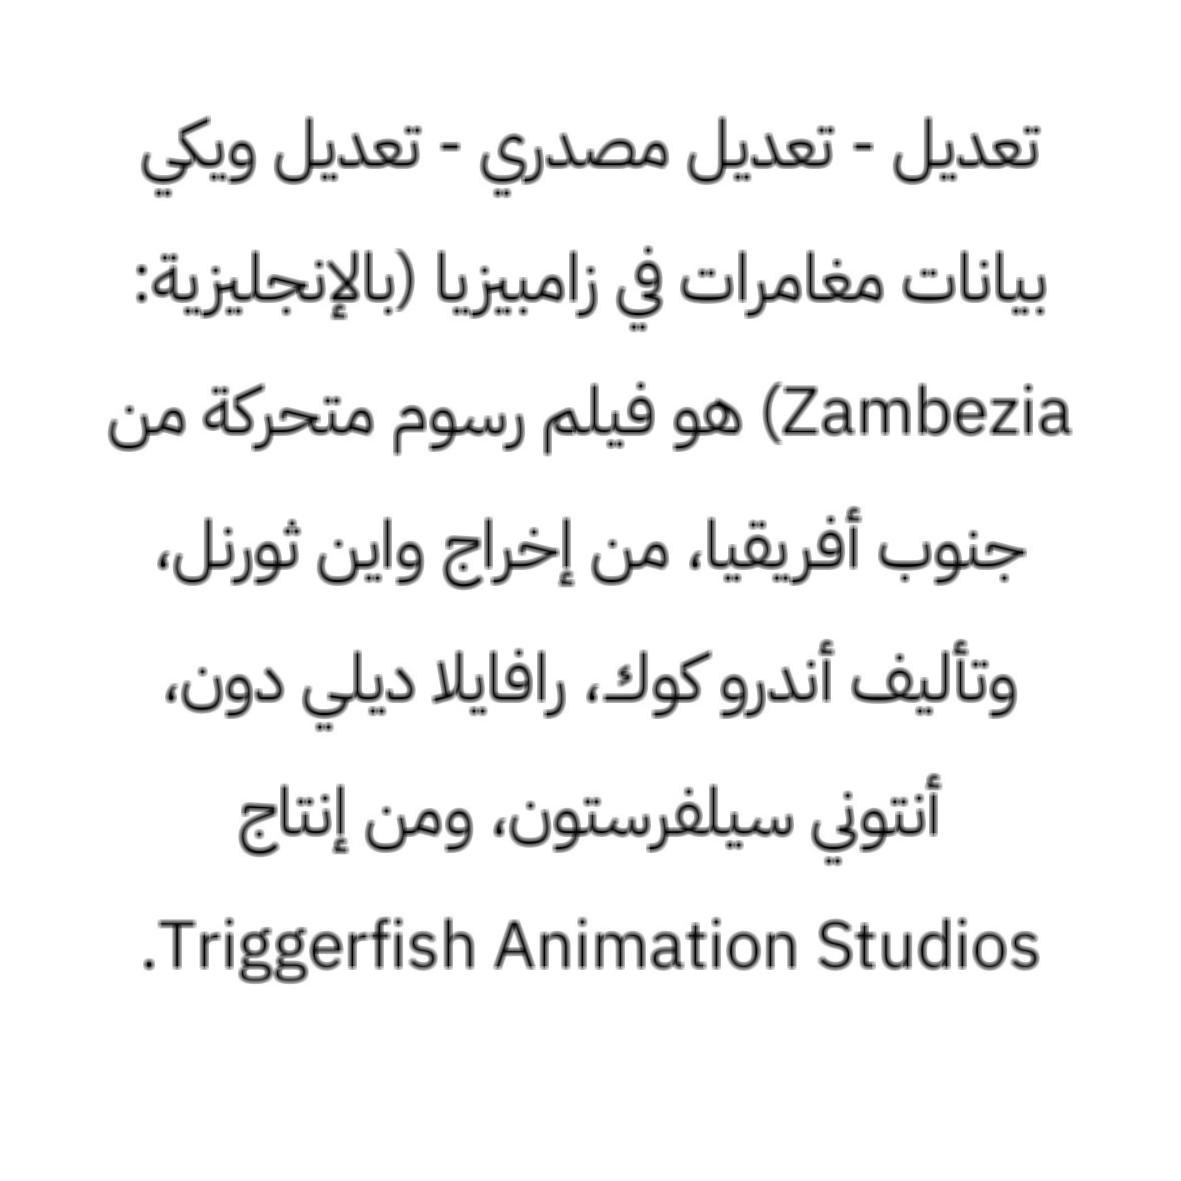 تعديل - تعديل مصدري - تعديل ويكي
بيانات مغامرات في زامبيزيا (بالإنجليزية:
Zambezia) هو فيلم رسوم متحركة من
جنوب أفريقيا، من إخراج واين ثورنل،
وتأليف أندرو كوك، رافايلا ديلي دون،
أنتوني سيلفرستون، ومن إنتاج
Triggerfish Animation Studios.